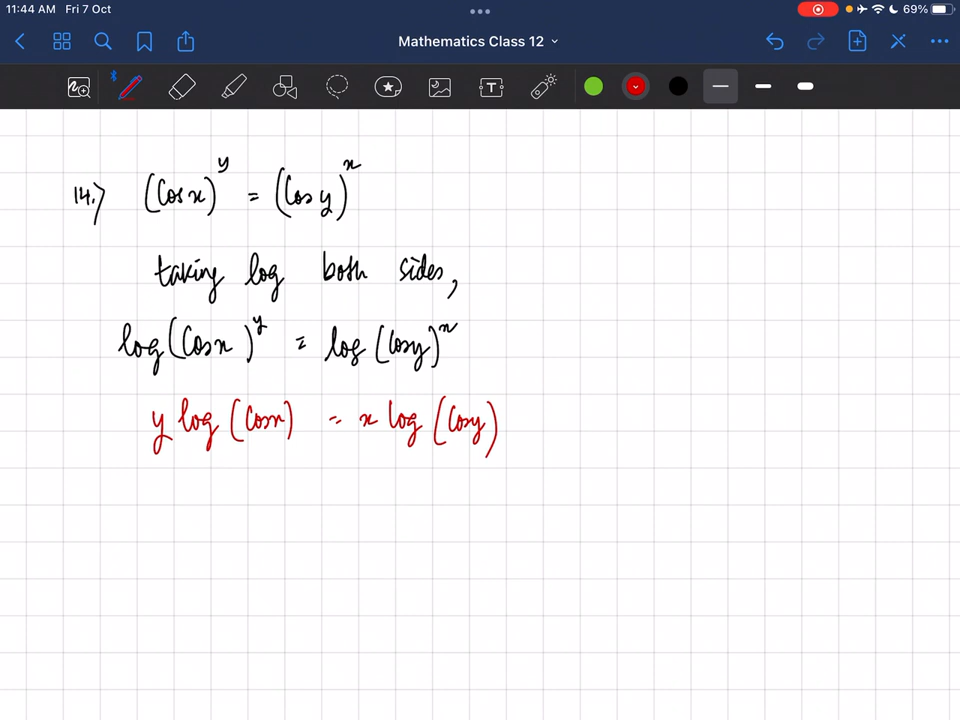 11:44 AM Fri 7 Oct
69%
Mathematics Class 12
14.) (Cos x)^y = (Cos y)^x
taking log both sides,
log (Cos x)^y = log (Cos y)^x
y log (Cos x) = x log (Cos y)